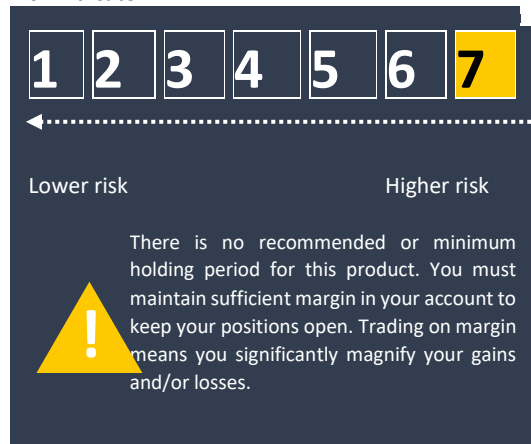 1 2 3 4 5 6 7
Lower risk Higher risk
There is no recommended or minimum
holding period for this product. You must
maintain sufficient margin in your account to
keep your positions open. Trading on margin
means you significantly magnify your gains
and/or losses.
!